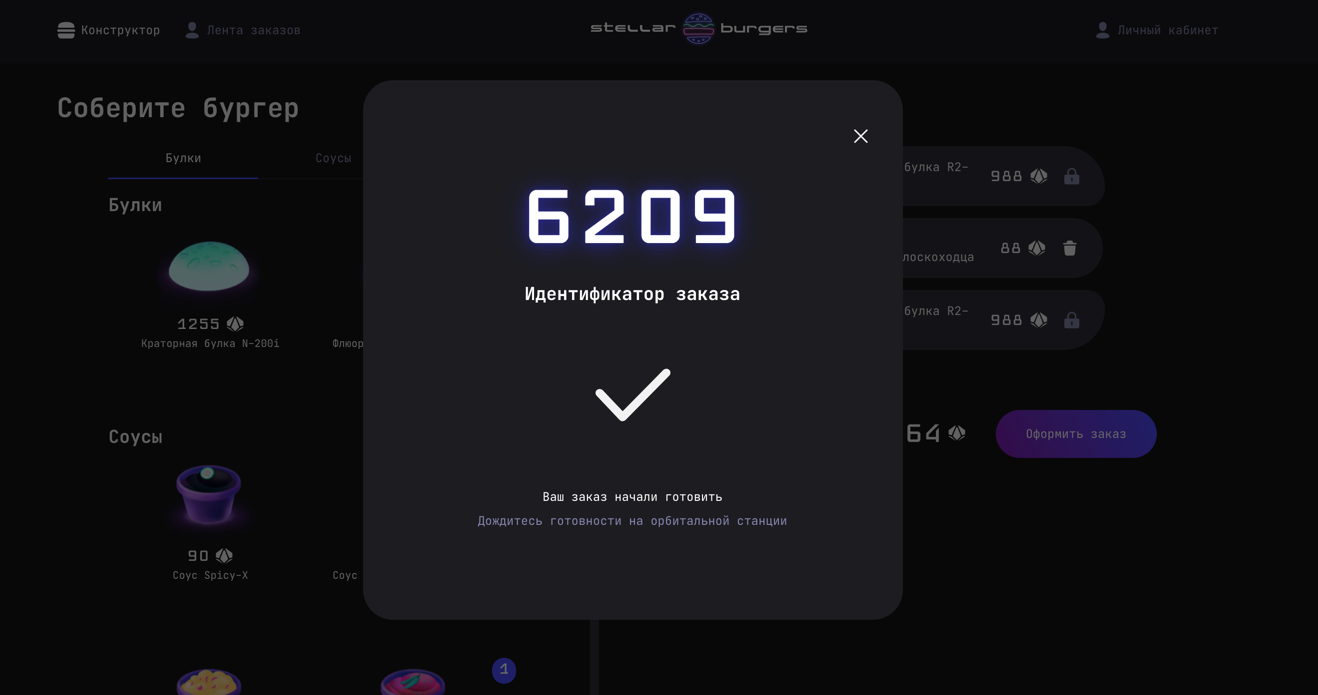 Конструктор
Лента заказов
stellar burgers
Личный кабинет
Соберите бургер
Булки
Соусы
Булки
1255
Краторная булка N-200i
Соусы
90
Соус Spicy-X
Соус
1
6209
Идентификатор заказа
Ваш заказ начали готовить
Дождитесь готовности на орбитальной станции
булка R2-
988
88
988
булка R2-
64
Оформить заказ